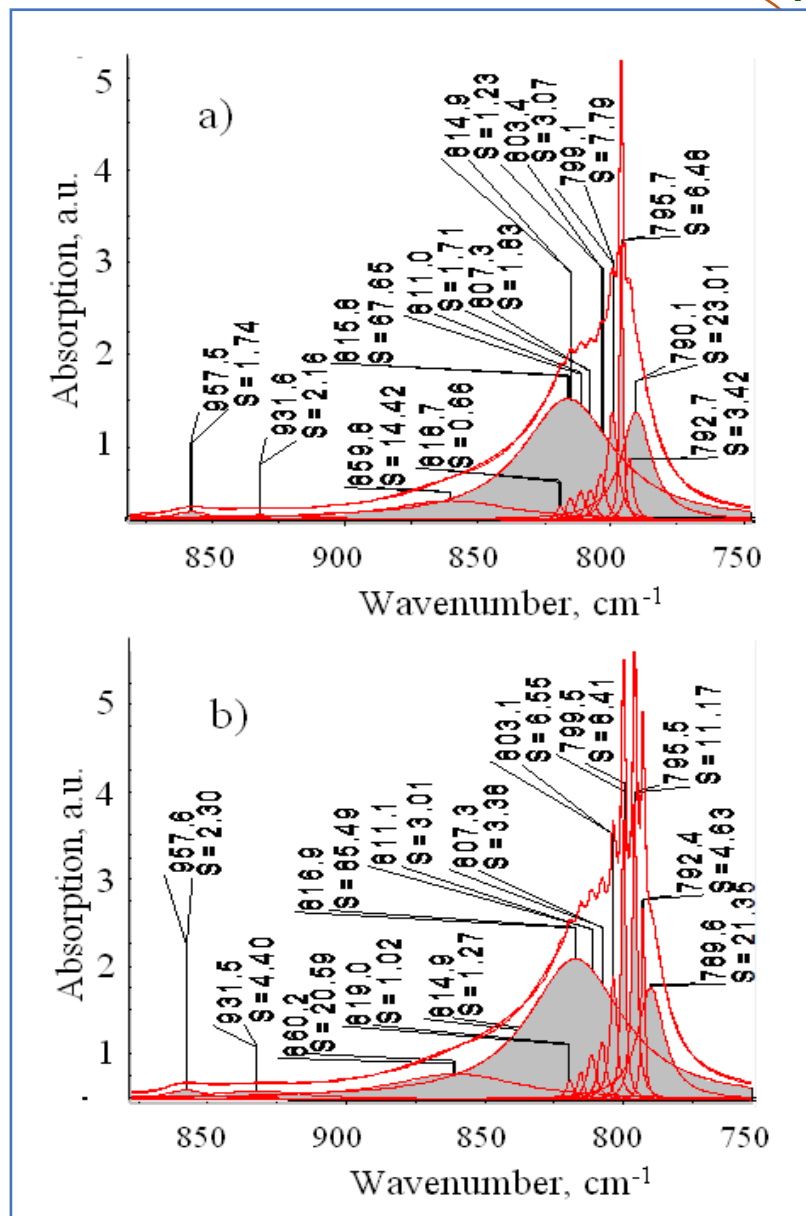 a)
Absorption, a.u.
5
4
3
2
1
957.5
S = 1.74
931.6
S = 2.16
859.8
S = 14.42
818.7
S = 0.66
815.8
S = 67.65
811.0
S = 1.71
807.3
S = 1.63
814.9
S = 1.23
803.4
S = 3.07
799.1
S = 7.79
795.7
S = 6.48
790.1
S = 23.01
792.7
S = 3.42
850
900
800
750
Wavenumber, cm-1
b)
Absorption, a.u.
5
4
3
2
1
957.6
S = 2.30
931.5
S = 4.40
860.2
S = 20.59
819.0
S = 1.02
814.9
S = 1.27
816.9
S = 85.49
811.1
S = 3.01
807.3
S = 3.38
803.1
S = 6.55
799.5
S = 8.41
795.5
S = 11.17
792.4
S = 4.63
789.6
S = 21.35
850
900
800
750
Wavenumber, cm-1